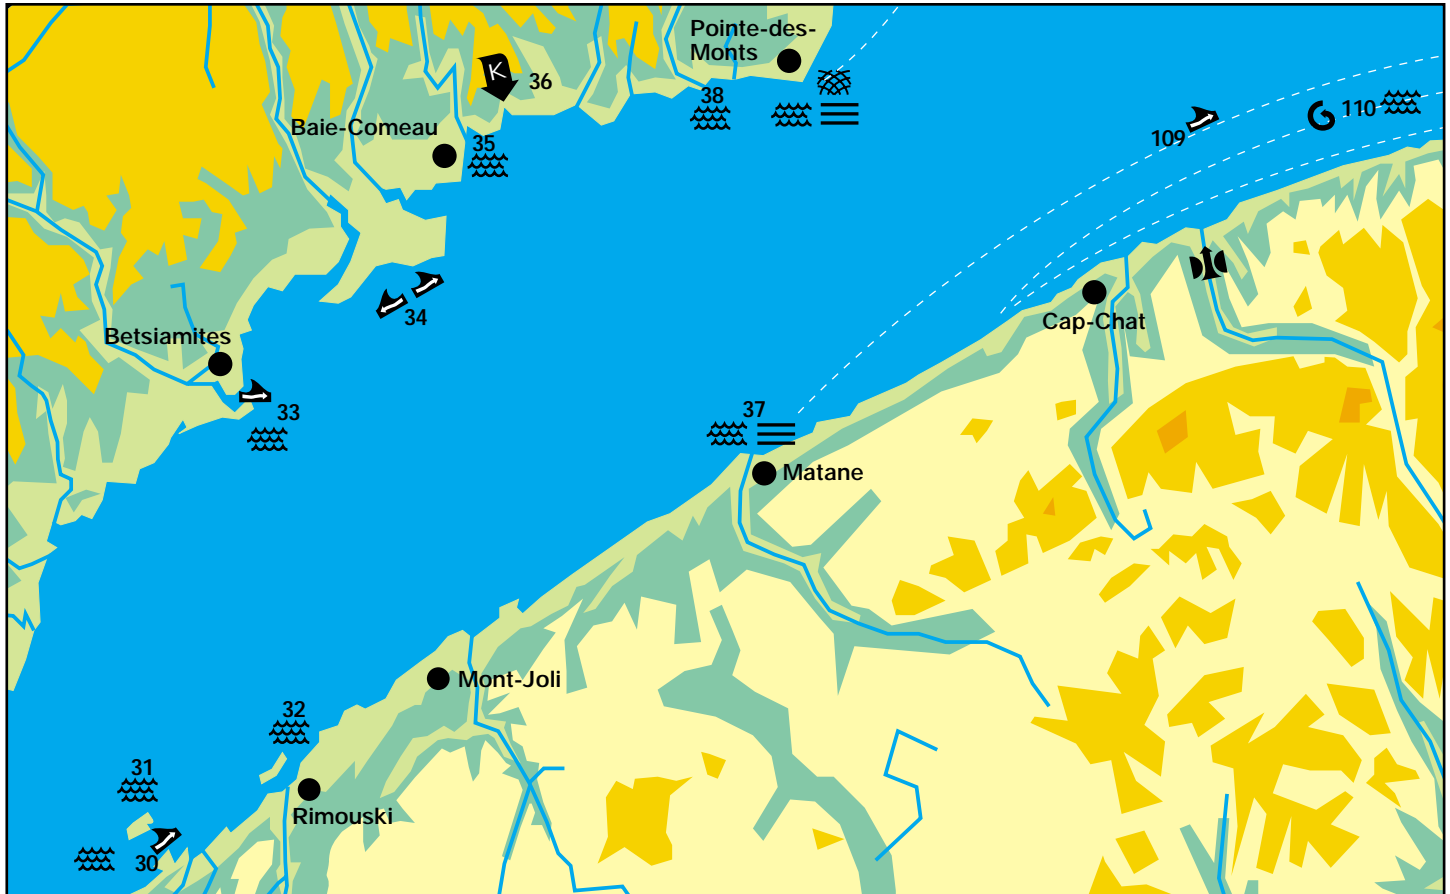 Pointe-des-
Monts
K
36
38
Baie-Comeau
35
109
110
34
Cap-Chat
Betsiamites
33
37
Matane
Mont-Joli
32
31
Rimouski
30